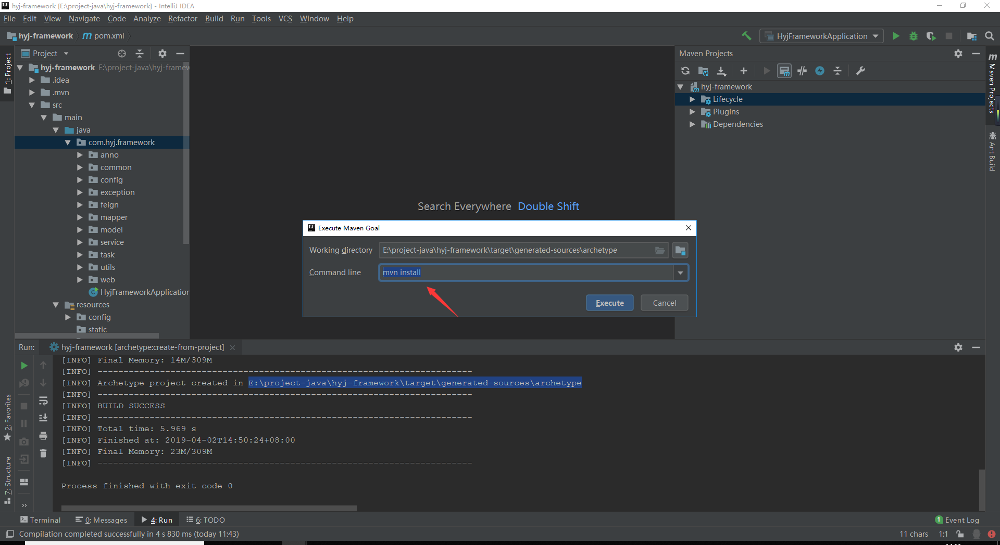 hyj-framework [E:\project-java\hyj-framework] - IntelliJ IDEA
File Edit View Navigate Code Analyze Refactor Build Run Tools VCS Window Help
hyj-framework pom.xml HyjFrameworkApplication
1: Project
Project
hyj-framework E:\project-java\hyj-framew
.idea
.mvn
src
main
java
com.hyj.framework
anno
common
config
exception
feign
mapper
model
service
task
utils
web
HyjFrameworkApplication
resources
config
static
Search Everywhere Double Shift
Maven Projects
hyj-framework
Lifecycle
Plugins
Dependencies
Maven Projects
Ant Build
Execute Maven Goal
Working directory E:\project-java\hyj-framework\target\generated-sources\archetype
Command line mvn install
Execute Cancel
Run: hyj-framework [archetype:create-from-project]
[INFO] Final Memory: 14M/309M
[INFO] ------------------------------------------------------------------------
[INFO] Archetype project created in E:\project-java\hyj-framework\target\generated-sources\archetype
[INFO] ------------------------------------------------------------------------
[INFO] BUILD SUCCESS
[INFO] ------------------------------------------------------------------------
[INFO] Total time: 5.969 s
[INFO] Finished at: 2019-04-02T14:50:24+08:00
[INFO] Final Memory: 23M/309M
[INFO] ------------------------------------------------------------------------
Process finished with exit code 0
2: Favorites
7: Structure
Terminal 0: Messages 4: Run 6: TODO 1 Event Log
Compilation completed successfully in 4 s 830 ms (today 11:43) 11 chars 1:1